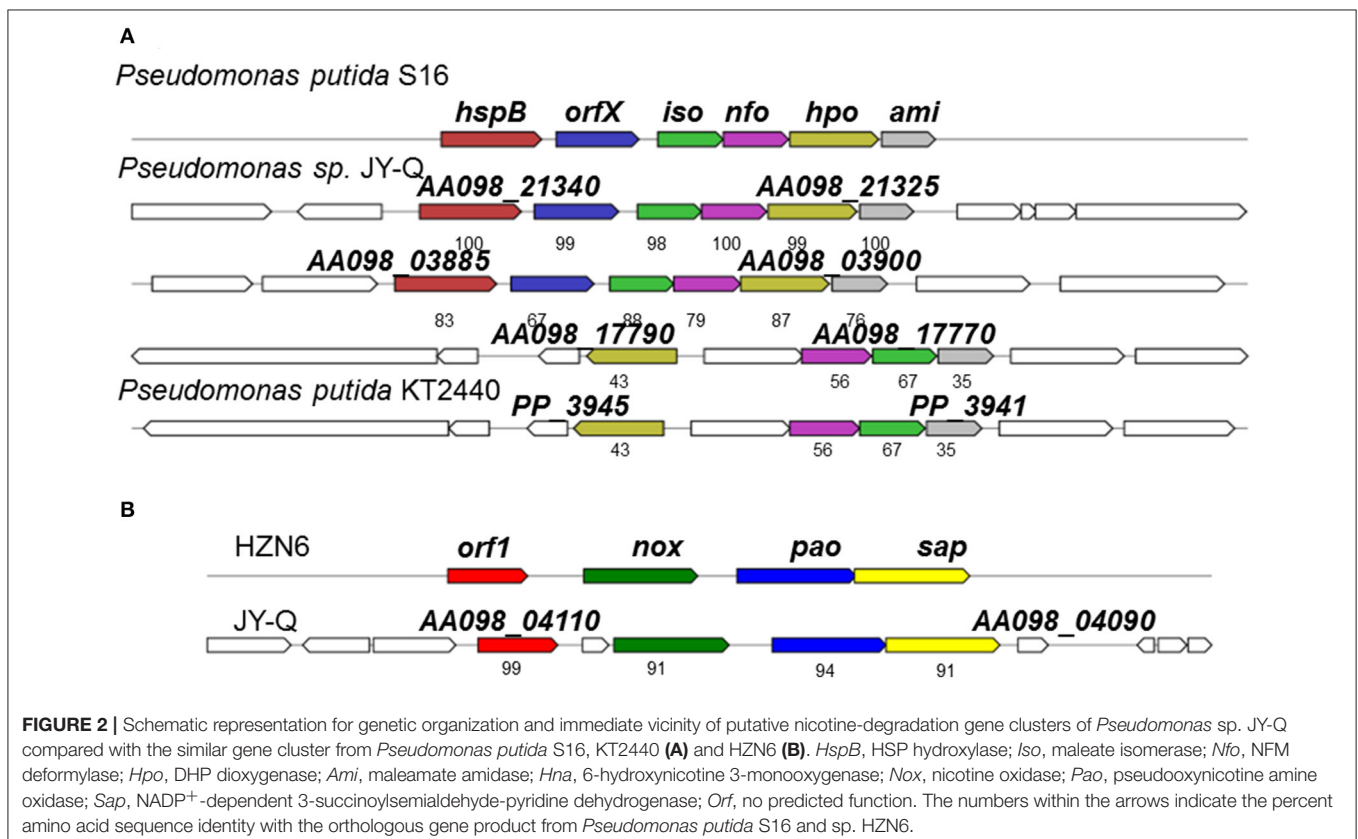 A
Pseudomonas putida S16
hspB orfX iso nfo hpo ami
Pseudomonas sp. JY-Q
AA098_21340 AA098_21325
100 99 98 100 99 100
AA098_03885 AA098_03900
83 67 88 79 87 76
AA098_17790 AA098_17770
43 56 67 35
Pseudomonas putida KT2440
PP_3945 PP_3941
43 56 67 35
B
HZN6 orf1 nox pao sap
JY-Q AA098_04110 AA098_04090
99 91 94 91
FIGURE 2 | Schematic representation for genetic organization and immediate vicinity of putative nicotine-degradation gene clusters of Pseudomonas sp. JY-Q
compared with the similar gene cluster from Pseudomonas putida S16, KT2440 (A) and HZN6 (B). HspB, HSP hydroxylase; Iso, maleate isomerase; Nfo, NFM
deformylase; Hpo, DHP dioxygenase; Ami, maleamate amidase; Hna, 6-hydroxynicotine 3-monooxygenase; Nox, nicotine oxidase; Pao, pseudooxynicotine amine
oxidase; Sap, NADP+-dependent 3-succinoylsemialdehyde-pyridine dehydrogenase; Orf, no predicted function. The numbers within the arrows indicate the percent
amino acid sequence identity with the orthologous gene product from Pseudomonas putida S16 and sp. HZN6.